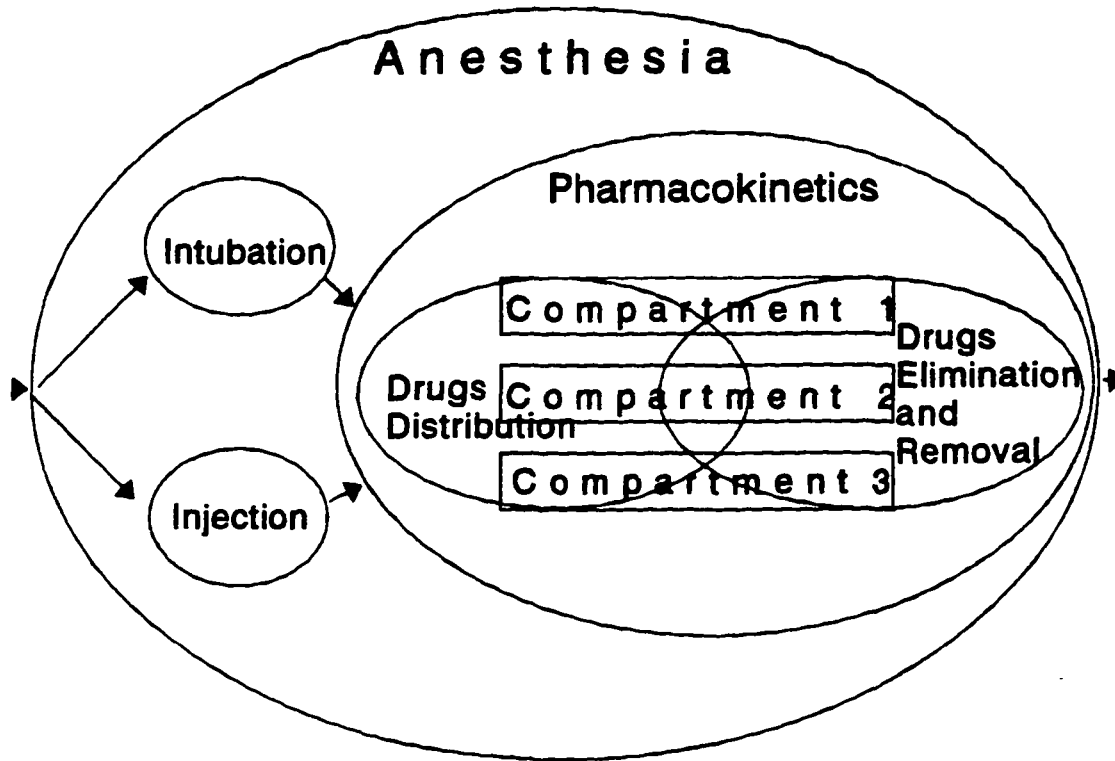 Anesthesia
Pharmacokinetics
Intubation
Injection
Drugs
Distribution
Compartment 1
Compartment 2
Compartment 3
Drugs
Elimination
and
Removal